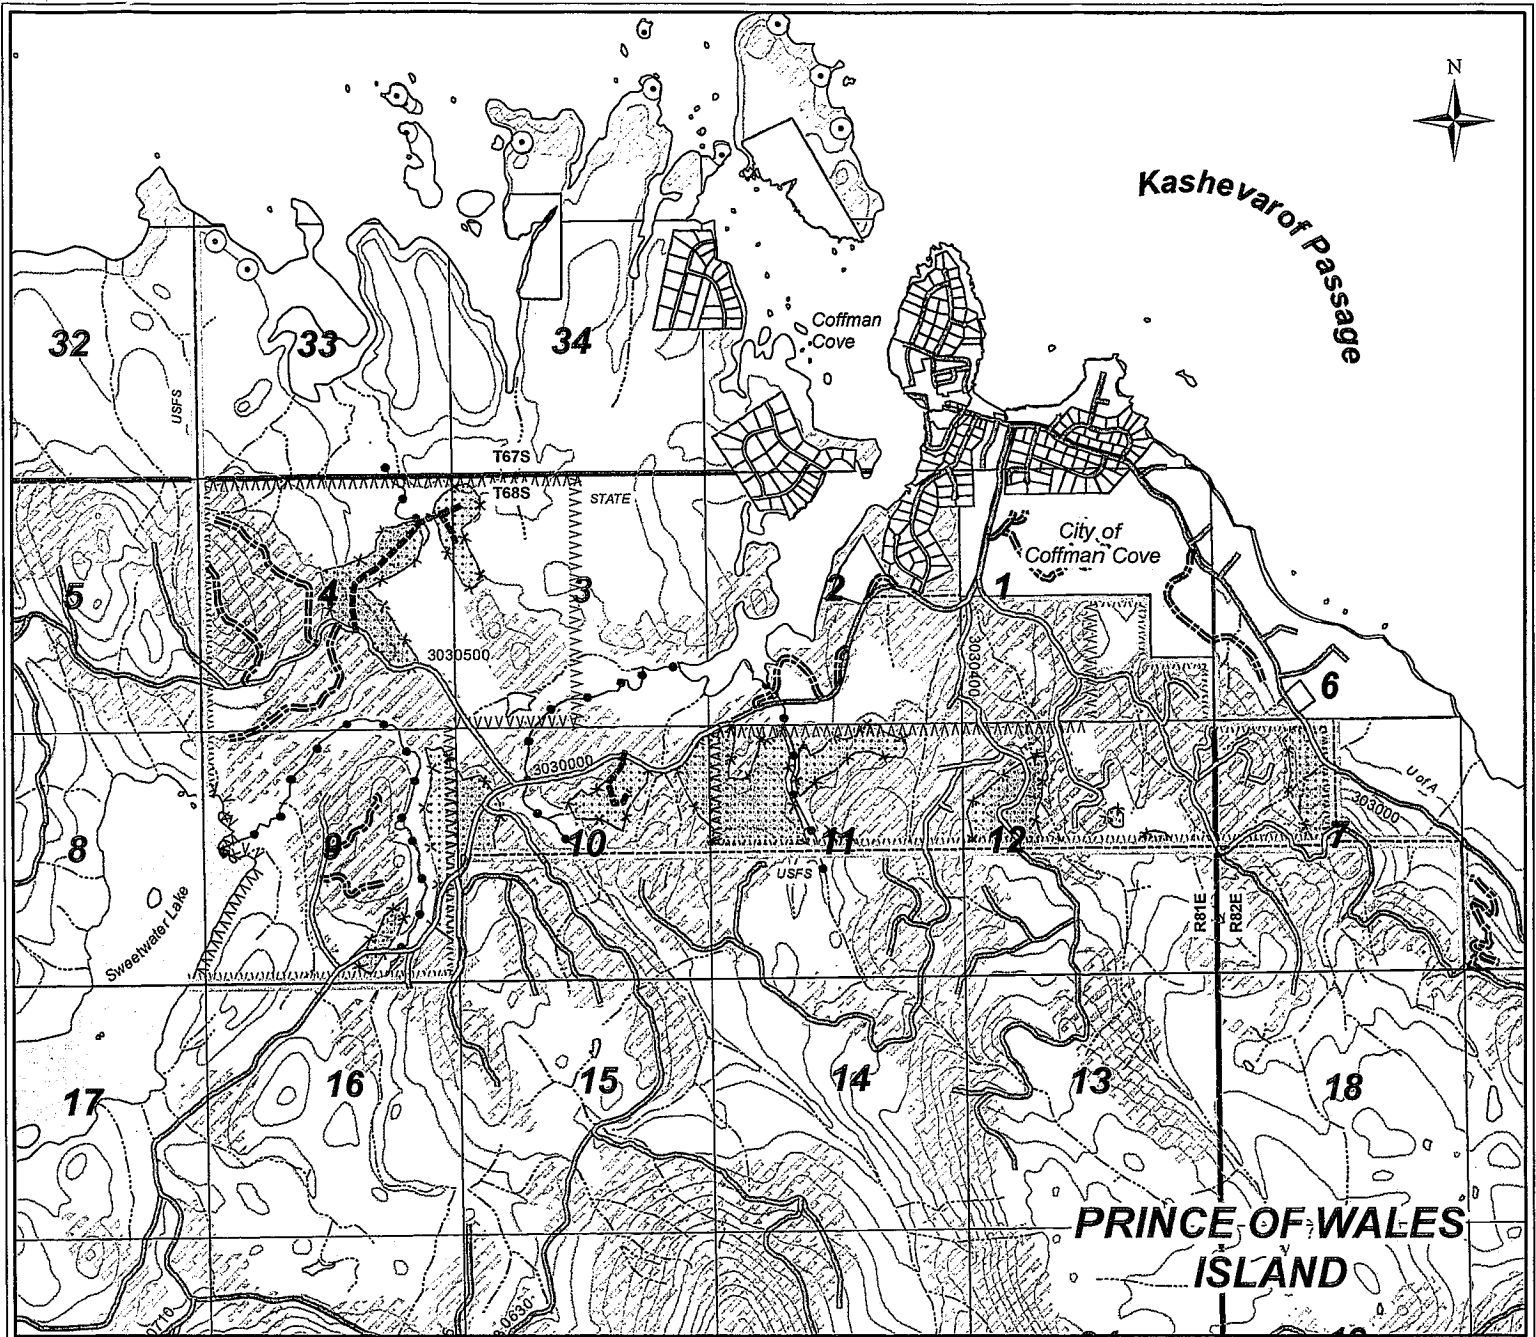 N
Kashevarof Passage
Coffman
Cove
32
33
34
USFS
T67S
T68S
STATE
City of
Coffman Cove
5
4
3
2
1
3030500
3030400
6
3030000
U of A
303000
8
9
10
11
12
7
USFS
Sweetwater Lake
R81E
R82E
17
16
15
14
13
18
PRINCE OF WALES
ISLAND